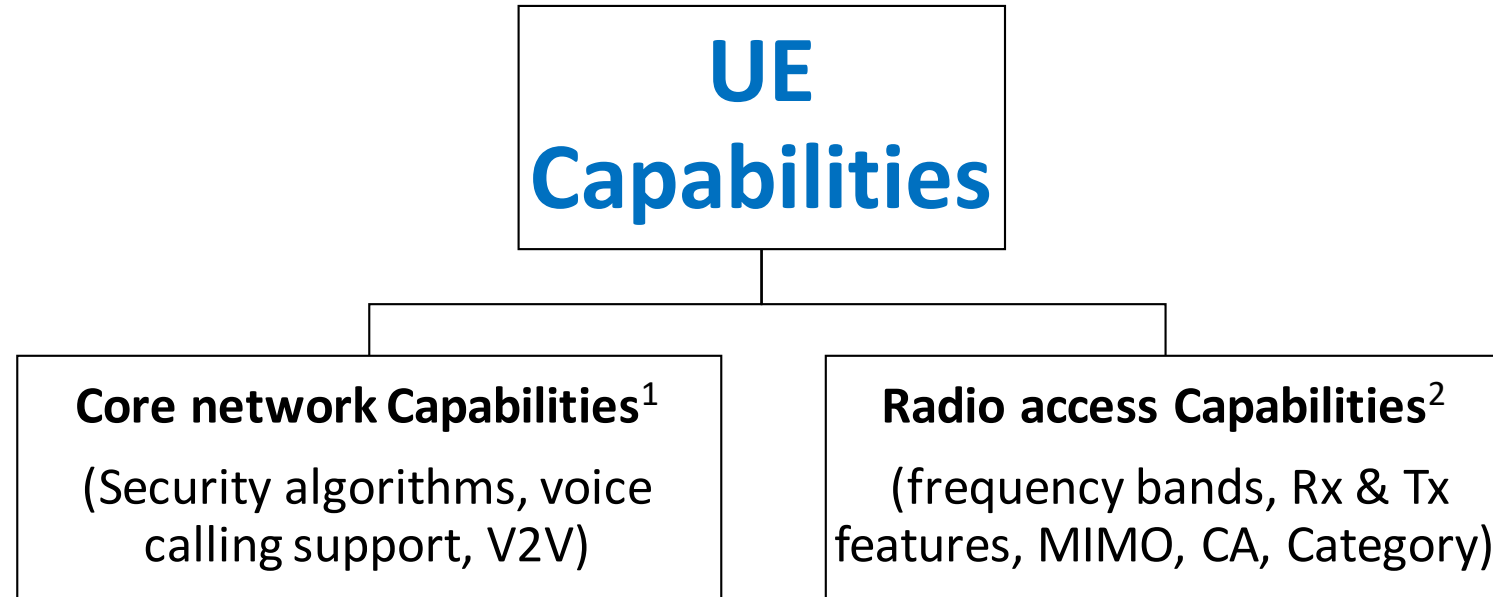 UE
Capabilities
Core network Capabilities¹
(Security algorithms, voice
calling support, V2V)
Radio access Capabilities²
(frequency bands, Rx & Tx
features, MIMO, CA, Category)